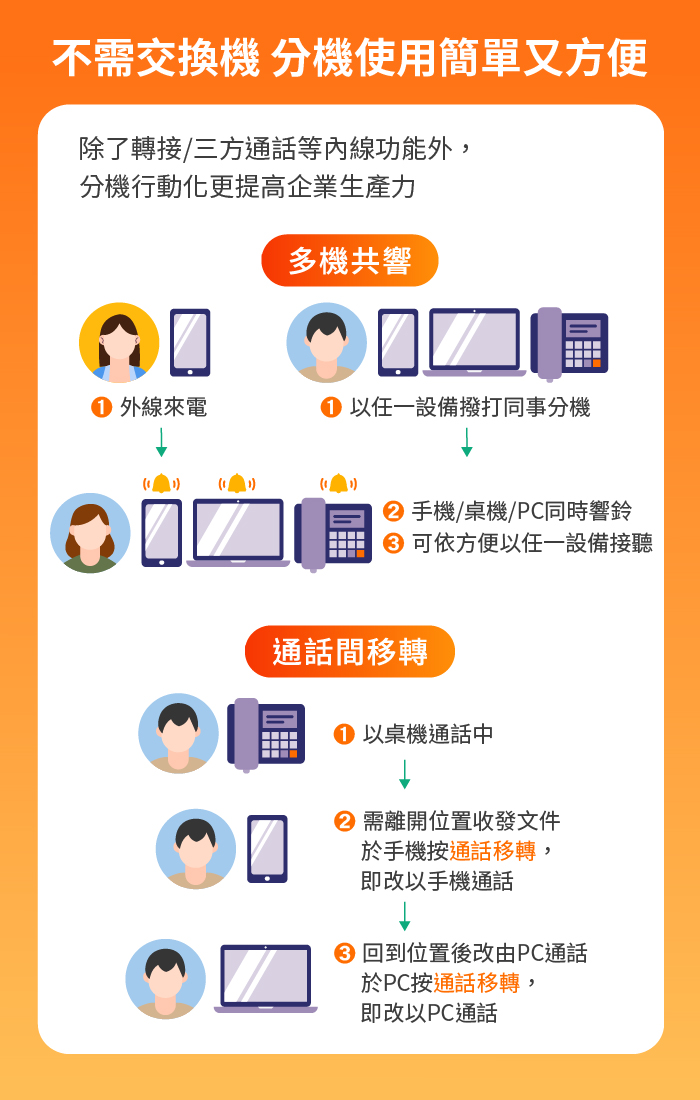 不需交換機 分機使用簡單又方便
除了轉接/三方通話等內線功能外，
分機行動化更提高企業生產力
多機共響
❶ 外線來電
❶ 以任一設備撥打同事分機
❷ 手機/桌機/PC同時響鈴
❸ 可依方便以任一設備接聽
通話間移轉
❶ 以桌機通話中
❷ 需離開位置收發文件
於手機按通話移轉，
即改以手機通話
❸ 回到位置後改由PC通話
於PC按通話移轉，
即改以PC通話